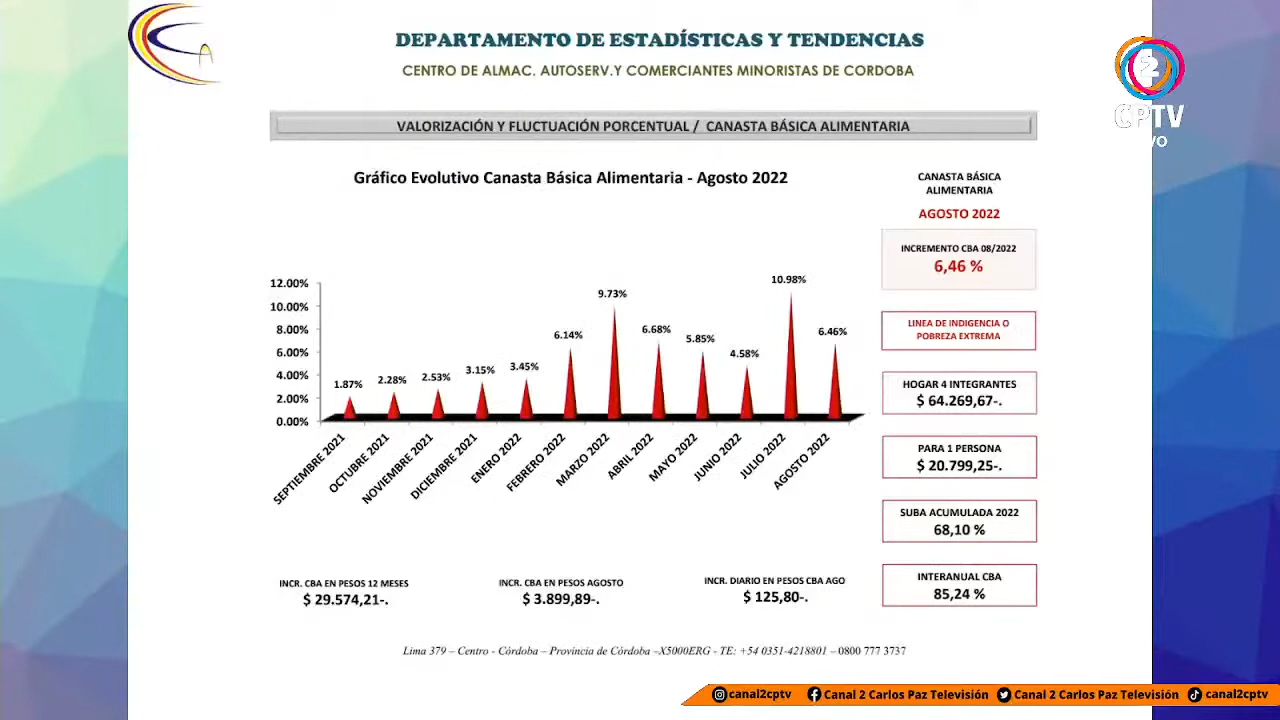 DEPARTAMENTO DE ESTADÍSTICAS Y TENDENCIAS
CENTRO DE ALMAC. AUTOSERV.Y COMERCIANTES MINORISTAS DE CORDOBA
2
CPTV
VO
VALORIZACIÓN Y FLUCTUACIÓN PORCENTUAL / CANASTA BÁSICA ALIMENTARIA
Gráfico Evolutivo Canasta Básica Alimentaria - Agosto 2022
12.00%
10.00%
8.00%
6.00%
4.00%
2.00%
0.00%
1.87%
2.28%
2.53%
3.15%
3.45%
6.14%
9.73%
6.68%
5.85%
4.58%
10.98%
6.46%
SEPTIEMBRE 2021
OCTUBRE 2021
NOVIEMBRE 2021
DICIEMBRE 2021
ENERO 2022
FEBRERO 2022
MARZO 2022
ABRIL 2022
MAYO 2022
JUNIO 2022
JULIO 2022
AGOSTO 2022
CANASTA BÁSICA
ALIMENTARIA
AGOSTO 2022
INCREMENTO CBA 08/2022
6,46 %
LINEA DE INDIGENCIA O
POBREZA EXTREMA
HOGAR 4 INTEGRANTES
$ 64.269,67-.
PARA 1 PERSONA
$ 20.799,25-.
SUBA ACUMULADA 2022
68,10 %
INTERANUAL CBA
85,24 %
INCR. CBA EN PESOS 12 MESES
$ 29.574,21-.
INCR. CBA EN PESOS AGOSTO
$ 3.899,89-.
INCR. DIARIO EN PESOS CBA AGO
$ 125,80-.
Lima 379 – Centro - Córdoba – Provincia de Córdoba –X5000ERG - TE: +54 0351-4218801 – 0800 777 3737
canal2cptv Canal 2 Carlos Paz Televisión Canal 2 Carlos Paz Televisión canal2cptv